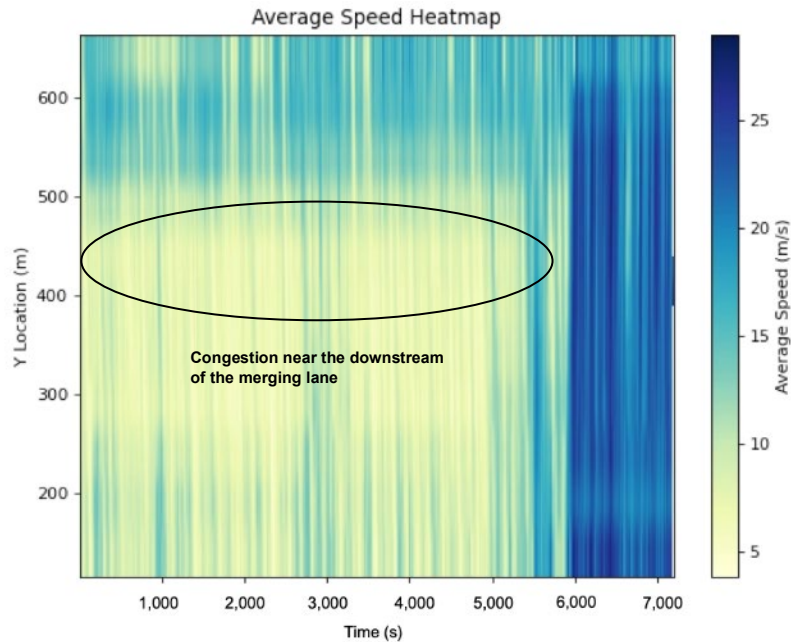 Average Speed Heatmap
600
500
400
300
200
Y Location (m)
Congestion near the downstream
of the merging lane
1,000 2,000 3,000 4,000 5,000 6,000 7,000
Time (s)
25
20
15
10
5
Average Speed (m/s)